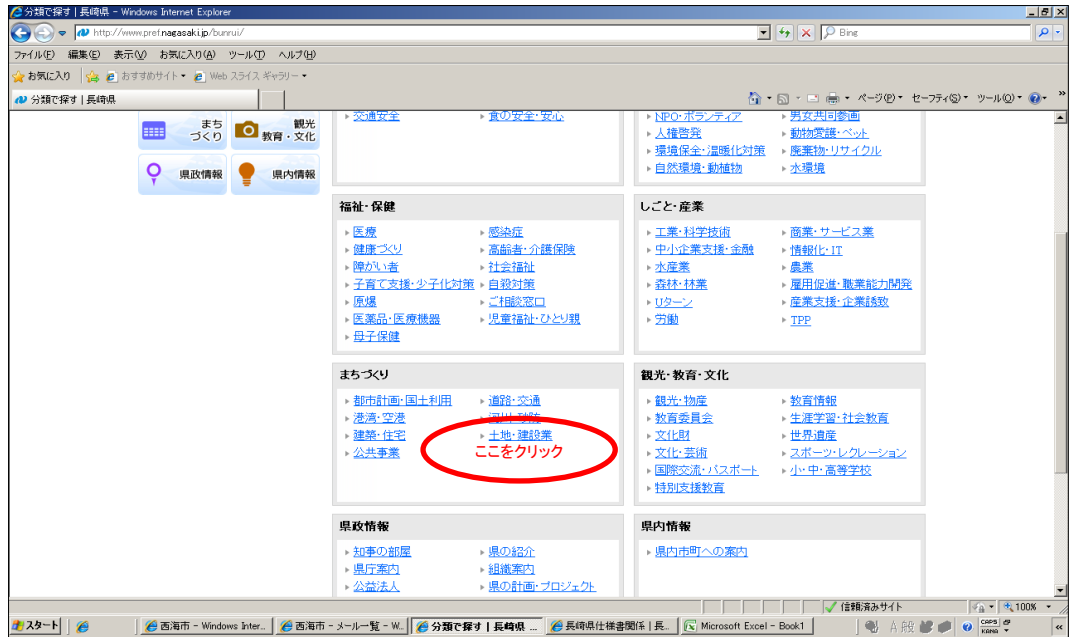 分類で探す | 長崎県 - Windows Internet Explorer
http://www.pref.nagasaki.jp/bunrui/
Bing
ファイル(F) 編集(E) 表示(V) お気に入り(A) ツール(T) ヘルプ(H)
お気に入り おすすめサイト Web スライス ギャラリー
分類で探す | 長崎県
ページ(P) セーフティ(S) ツール(O)
まちづくり
観光教育・文化
県政情報
県内情報
交通安全
食の安全・安心
NPO・ボランティア
男女共同参画
人権啓発
動物愛護・ペット
環境保全・温暖化対策
廃棄物・リサイクル
自然環境・動植物
水環境
福祉・保健
医療
感染症
健康づくり
高齢者・介護保険
障がい者
社会福祉
子育て支援・少子化対策
自殺対策
原爆
ご相談窓口
医薬品・医療機器
児童福祉・ひとり親
母子保健
しごと・産業
工業・科学技術
商業・サービス業
中小企業支援・金融
情報化・IT
水産業
農業
森林・林業
雇用促進・職業能力開発
Uターン
産業支援・企業誘致
労働
TPP
まちづくり
都市計画・国土利用
道路・交通
港湾・空港
河川・砂防
建築・住宅
土地・建設業
公共事業
ここをクリック
観光・教育・文化
観光・物産
教育情報
教育委員会
生涯学習・社会教育
文化財
世界遺産
文化・芸術
スポーツ・レクレーション
国際交流・パスポート
小・中・高等学校
特別支援教育
県政情報
知事の部屋
県の紹介
県庁案内
組織案内
公益法人
県の計画・プロジェクト
県内情報
県内市町への案内
信頼済みサイト
100%
スタート
西海市 - Windows Inter...
西海市 - メール一覧 - W...
分類で探す | 長崎県 ...
長崎県仕様書関係 | 長...
Microsoft Excel - Book1
A 般
CAPS
KANA